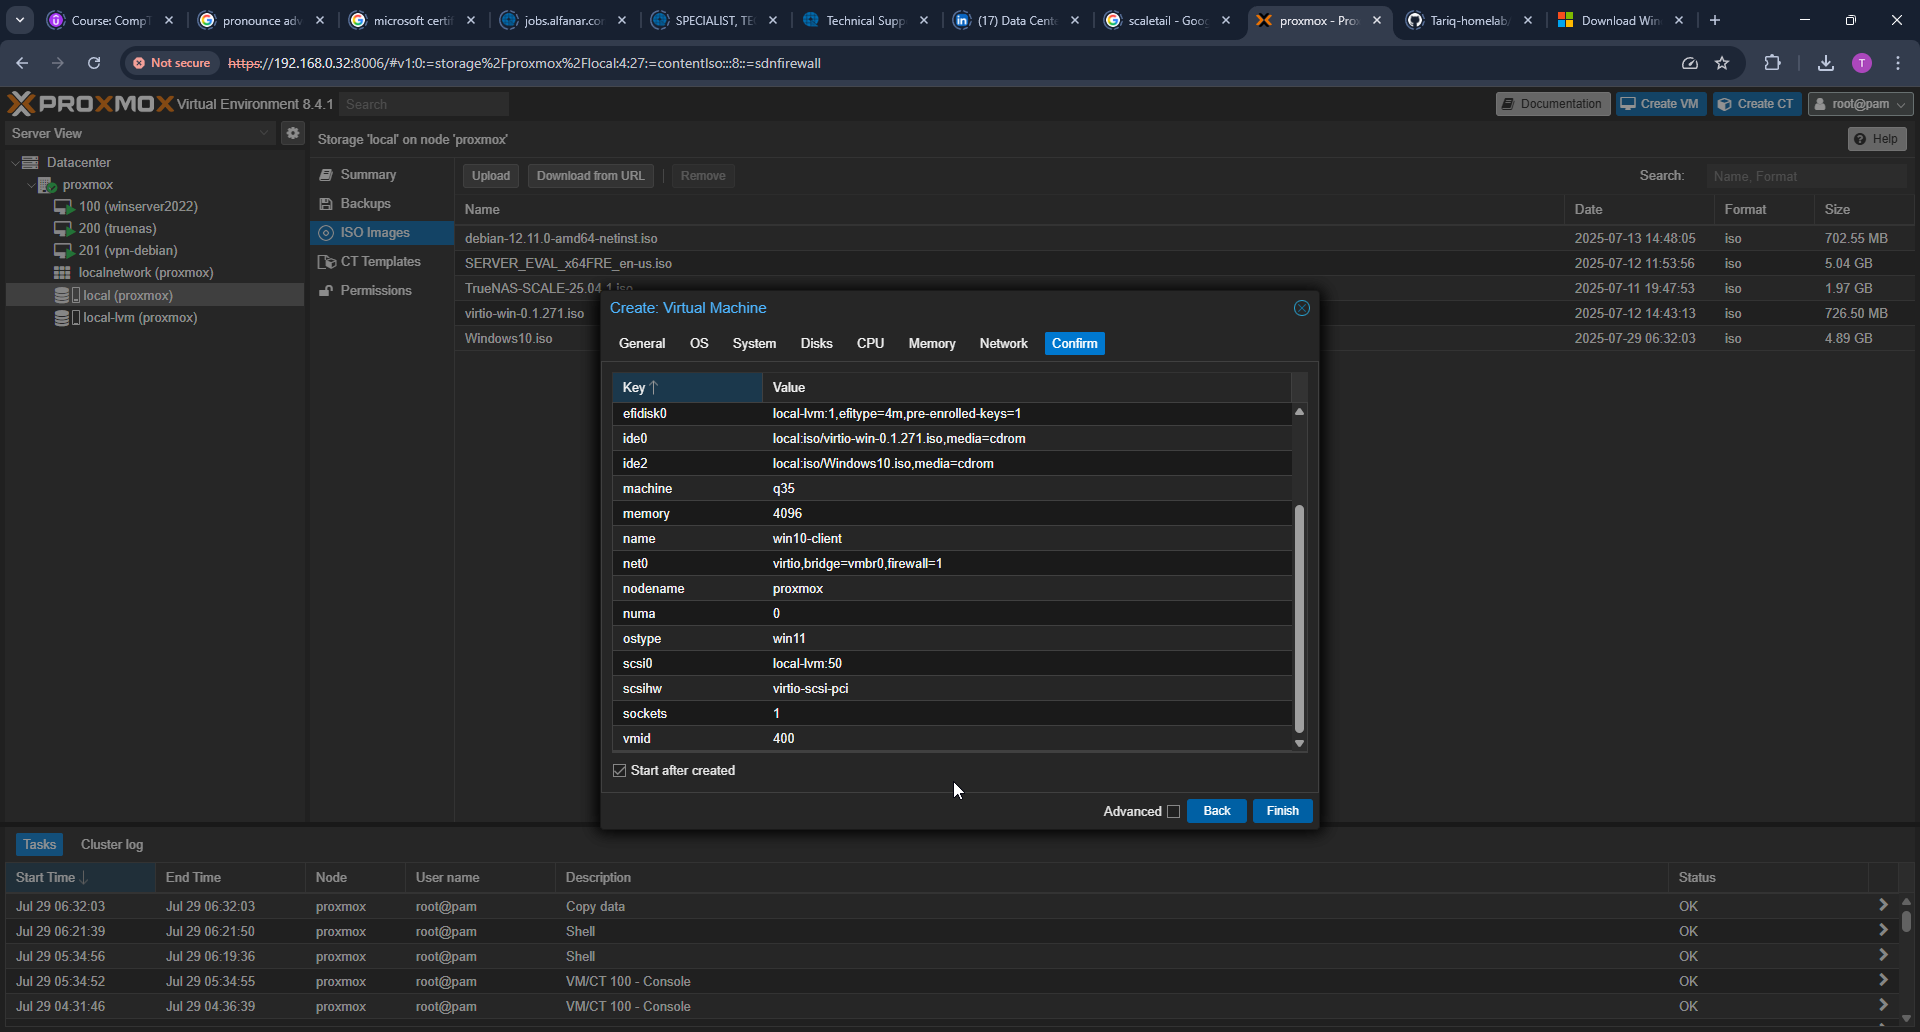 Course: Comp
pronounce adv
microsoft certif
jobs.alfanar.co
SPECIALIST, TE
Technical Supp
(17) Data Cent
scaletail - Goog
proxmox - Prox
Tariq-homelab
Download Win
Not secure
https://192.168.0.32:8006/#v1:0:=storage%2Fproxmox%2Flocal:4:27:=contentIso:::8::=sdnfirewall
T
PROXMOX Virtual Environment 8.4.1
Search
Documentation
Create VM
Create CT
root@pam
Server View
Storage 'local' on node 'proxmox'
Help
Datacenter
proxmox
100 (winserver2022)
200 (truenas)
201 (vpn-debian)
localnetwork (proxmox)
local (proxmox)
local-lvm (proxmox)
Summary
Backups
ISO Images
CT Templates
Permissions
Upload
Download from URL
Remove
Search:
Name, Format
Name Date Format Size
debian-12.11.0-amd64-netinst.iso 2025-07-13 14:48:05 iso 702.55 MB
SERVER_EVAL_x64FRE_en-us.iso 2025-07-12 11:53:56 iso 5.04 GB
TrueNAS-SCALE-25.04.1.iso 2025-07-11 19:47:53 iso 1.97 GB
virtio-win-0.1.271.iso 2025-07-12 14:43:13 iso 726.50 MB
Windows10.iso 2025-07-29 06:32:03 iso 4.89 GB
Create: Virtual Machine
General OS System Disks CPU Memory Network Confirm
Key Value
efidisk0 local-lvm:1,efitype=4m,pre-enrolled-keys=1
ide0 local:iso/virtio-win-0.1.271.iso,media=cdrom
ide2 local:iso/Windows10.iso,media=cdrom
machine q35
memory 4096
name win10-client
net0 virtio,bridge=vmbr0,firewall=1
nodename proxmox
numa 0
ostype win11
scsi0 local-lvm:50
scsihw virtio-scsi-pci
sockets 1
vmid 400
Start after created
Advanced Back Finish
Tasks Cluster log
Start Time End Time Node User name Description Status
Jul 29 06:32:03 Jul 29 06:32:03 proxmox root@pam Copy data OK
Jul 29 06:21:39 Jul 29 06:21:50 proxmox root@pam Shell OK
Jul 29 05:34:56 Jul 29 06:19:36 proxmox root@pam Shell OK
Jul 29 05:34:52 Jul 29 05:34:55 proxmox root@pam VM/CT 100 - Console OK
Jul 29 04:31:46 Jul 29 04:36:39 proxmox root@pam VM/CT 100 - Console OK